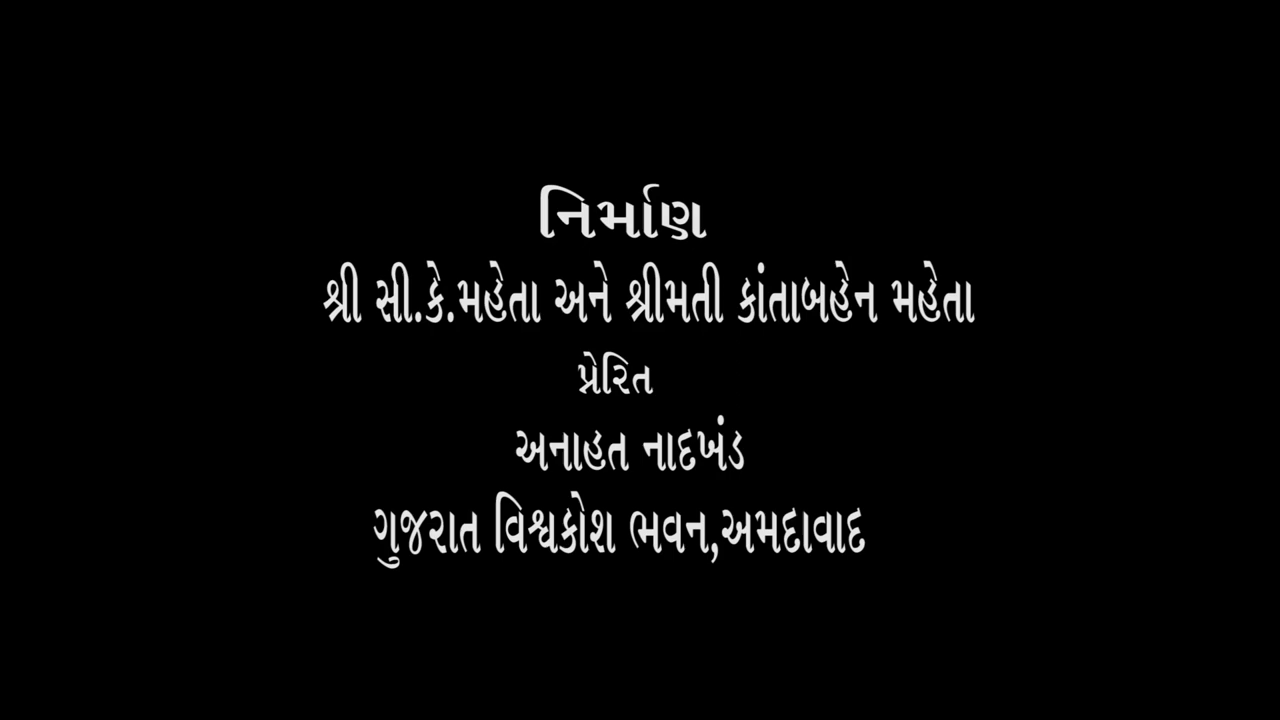 નિર્માણ
શ્રી સી.કે.મહેતા અને શ્રીમતી કાંતાબહેન મહેતા
પ્રેરિત
અનાહત નાદખંડ
ગુજરાત વિશ્વકોશ ભવન,અમદાવાદ